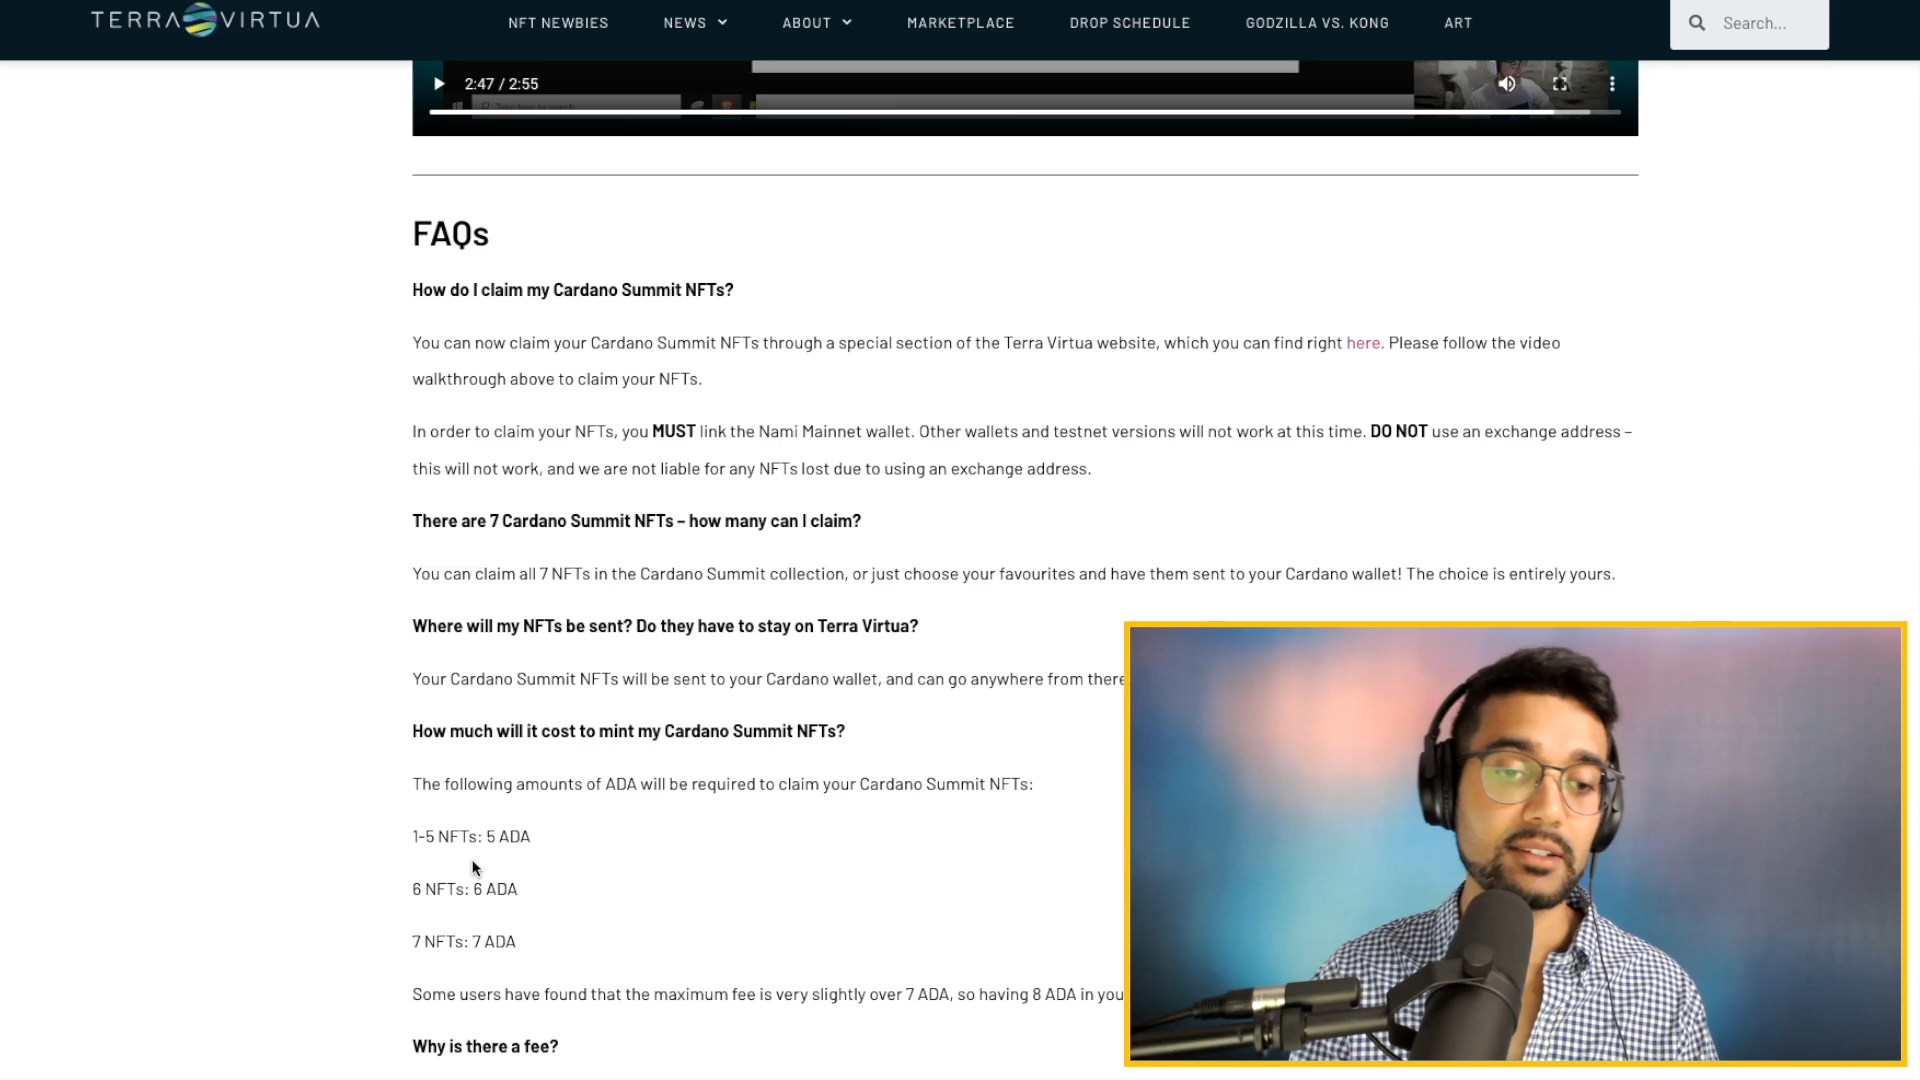 TERRA VIRTUA
NFT NEWBIES NEWS ABOUT MARKETPLACE DROP SCHEDULE GODZILLA VS. KONG ART Search...
2:47 / 2:55
Type here to search
FAQs
How do I claim my Cardano Summit NFTs?
You can now claim your Cardano Summit NFTs through a special section of the Terra Virtua website, which you can find right here. Please follow the video
walkthrough above to claim your NFTs.
In order to claim your NFTs, you MUST link the Nami Mainnet wallet. Other wallets and testnet versions will not work at this time. DO NOT use an exchange address –
this will not work, and we are not liable for any NFTs lost due to using an exchange address.
There are 7 Cardano Summit NFTs – how many can I claim?
You can claim all 7 NFTs in the Cardano Summit collection, or just choose your favourites and have them sent to your Cardano wallet! The choice is entirely yours.
Where will my NFTs be sent? Do they have to stay on Terra Virtua?
Your Cardano Summit NFTs will be sent to your Cardano wallet, and can go anywhere from there
How much will it cost to mint my Cardano Summit NFTs?
The following amounts of ADA will be required to claim your Cardano Summit NFTs:
1-5 NFTs: 5 ADA
6 NFTs: 6 ADA
7 NFTs: 7 ADA
Some users have found that the maximum fee is very slightly over 7 ADA, so having 8 ADA in you
Why is there a fee?